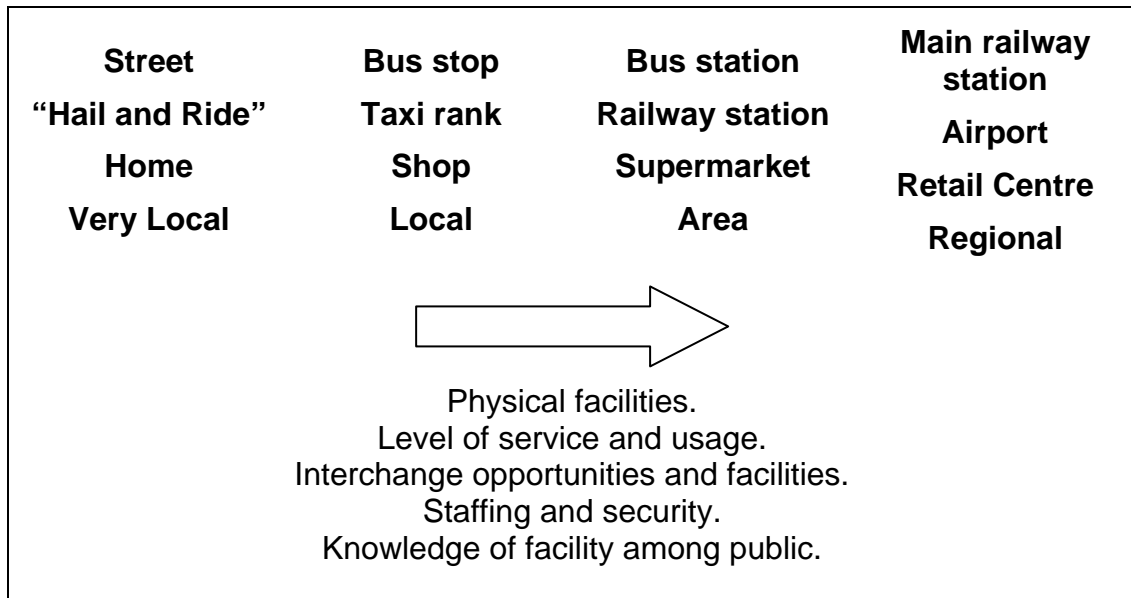 Street
“Hail and Ride”
Home
Very Local
Bus stop
Taxi rank
Shop
Local
Bus station
Railway station
Supermarket
Area
Main railway
station
Airport
Retail Centre
Regional
Physical facilities.
Level of service and usage.
Interchange opportunities and facilities.
Staffing and security.
Knowledge of facility among public.